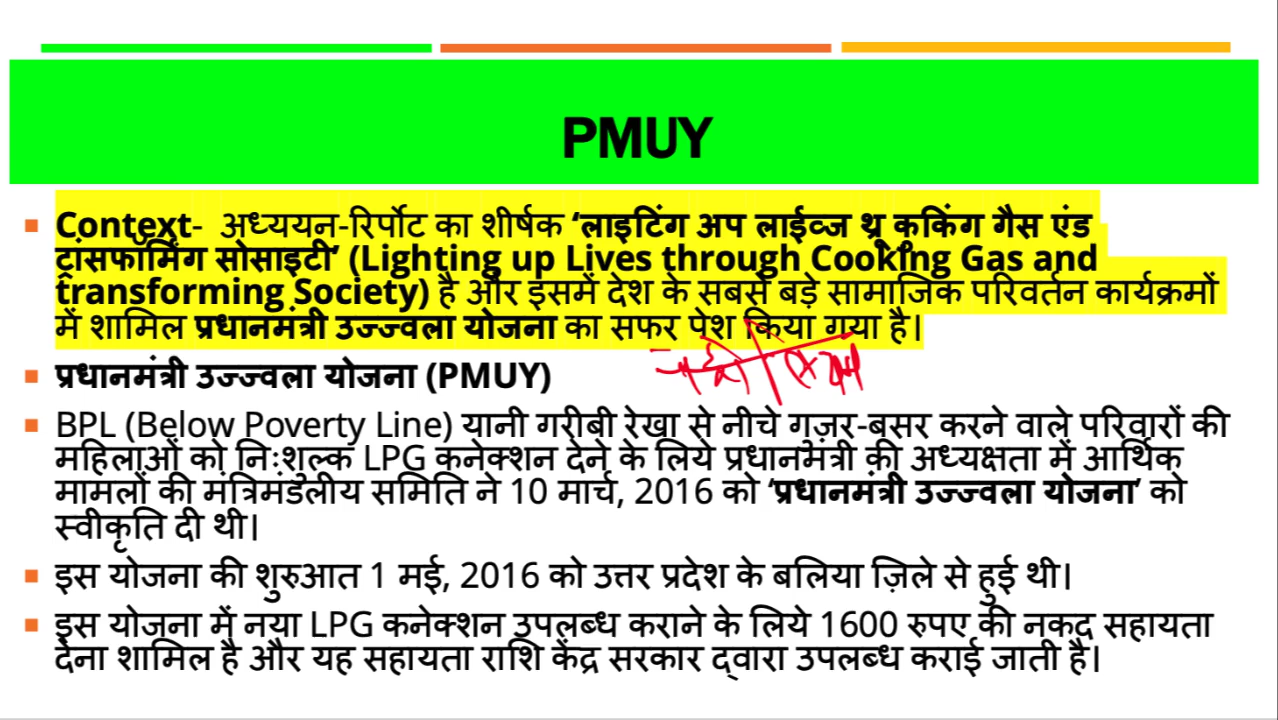 PMUY
Context- अध्ययन-रिपोर्ट का शीर्षक ‘लाइटिंग अप लाईव्ज थ्रू कुकिंग गैस एंड
ट्रांसफॉर्मिंग सोसाइटी’ (Lighting up Lives through Cooking Gas and
transforming Society) है और इसमें देश के सबसे बड़े सामाजिक परिवर्तन कार्यक्रमों
में शामिल प्रधानमंत्री उज्ज्वला योजना का सफर पेश किया गया है।
प्रधानमंत्री उज्ज्वला योजना (PMUY)
BPL (Below Poverty Line) यानी गरीबी रेखा से नीचे गुज़र-बसर करने वाले परिवारों की
महिलाओं को निःशुल्क LPG कनेक्शन देने के लिये प्रधानमंत्री की अध्यक्षता में आर्थिक
मामलों की मंत्रिमंडलीय समिति ने 10 मार्च, 2016 को ‘प्रधानमंत्री उज्ज्वला योजना’ को
स्वीकृति दी थी।
इस योजना की शुरुआत 1 मई, 2016 को उत्तर प्रदेश के बलिया ज़िले से हुई थी।
इस योजना में नया LPG कनेक्शन उपलब्ध कराने के लिये 1600 रुपए की नकद सहायता
देना शामिल है और यह सहायता राशि केंद्र सरकार द्वारा उपलब्ध कराई जाती है।